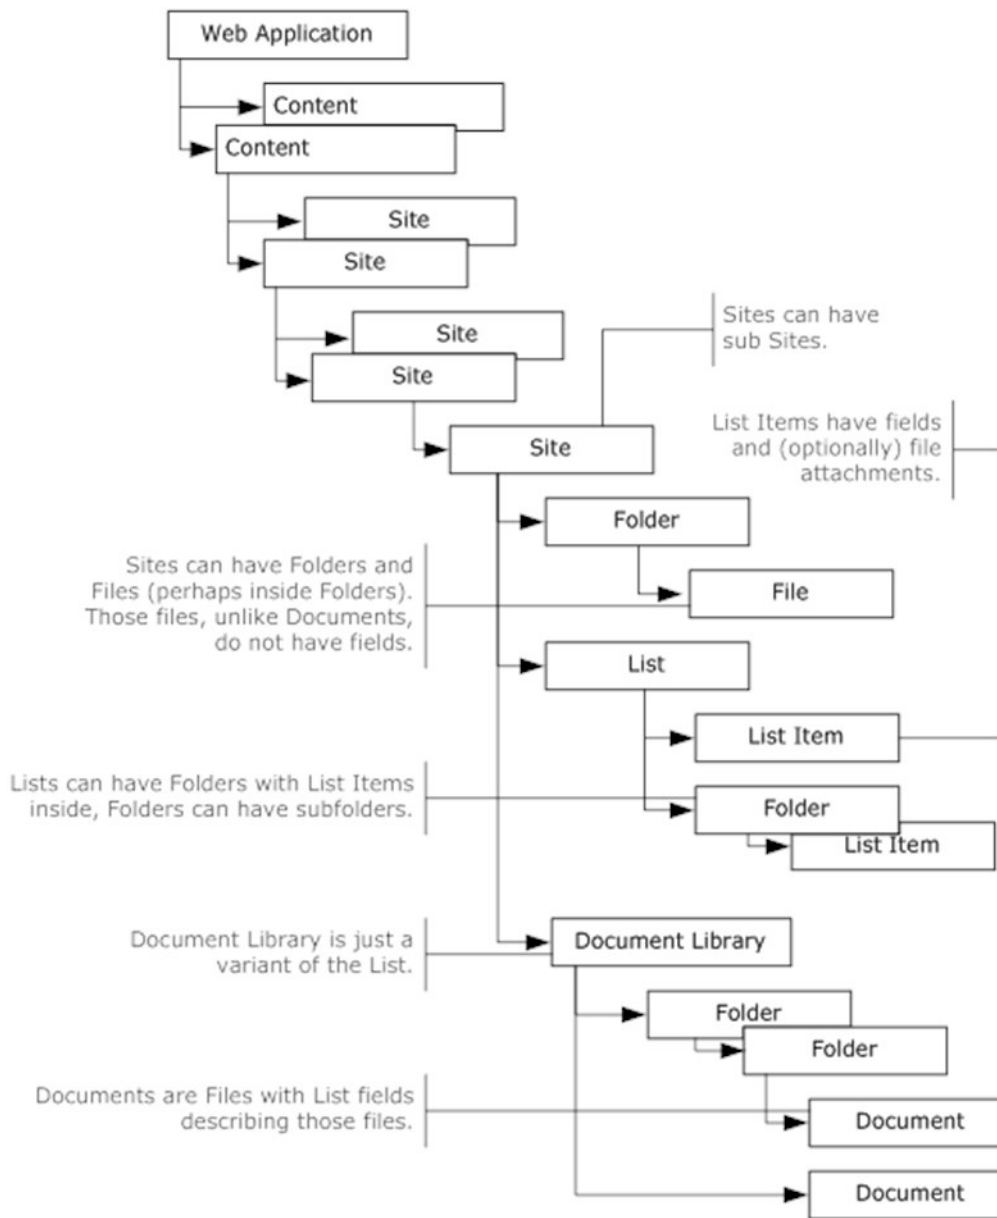 Web Application
Content
Content
Site
Site
Site
Site
Sites can have
sub Sites.
Site
List Items have fields
and (optionally) file
attachments.
Folder
Sites can have Folders and
Files (perhaps inside Folders).
Those files, unlike Documents,
do not have fields.
File
List
List Item
Lists can have Folders with List Items
inside, Folders can have subfolders.
Folder
List Item
Document Library is just a
variant of the List.
Document Library
Folder
Folder
Documents are Files with List fields
describing those files.
Document
Document